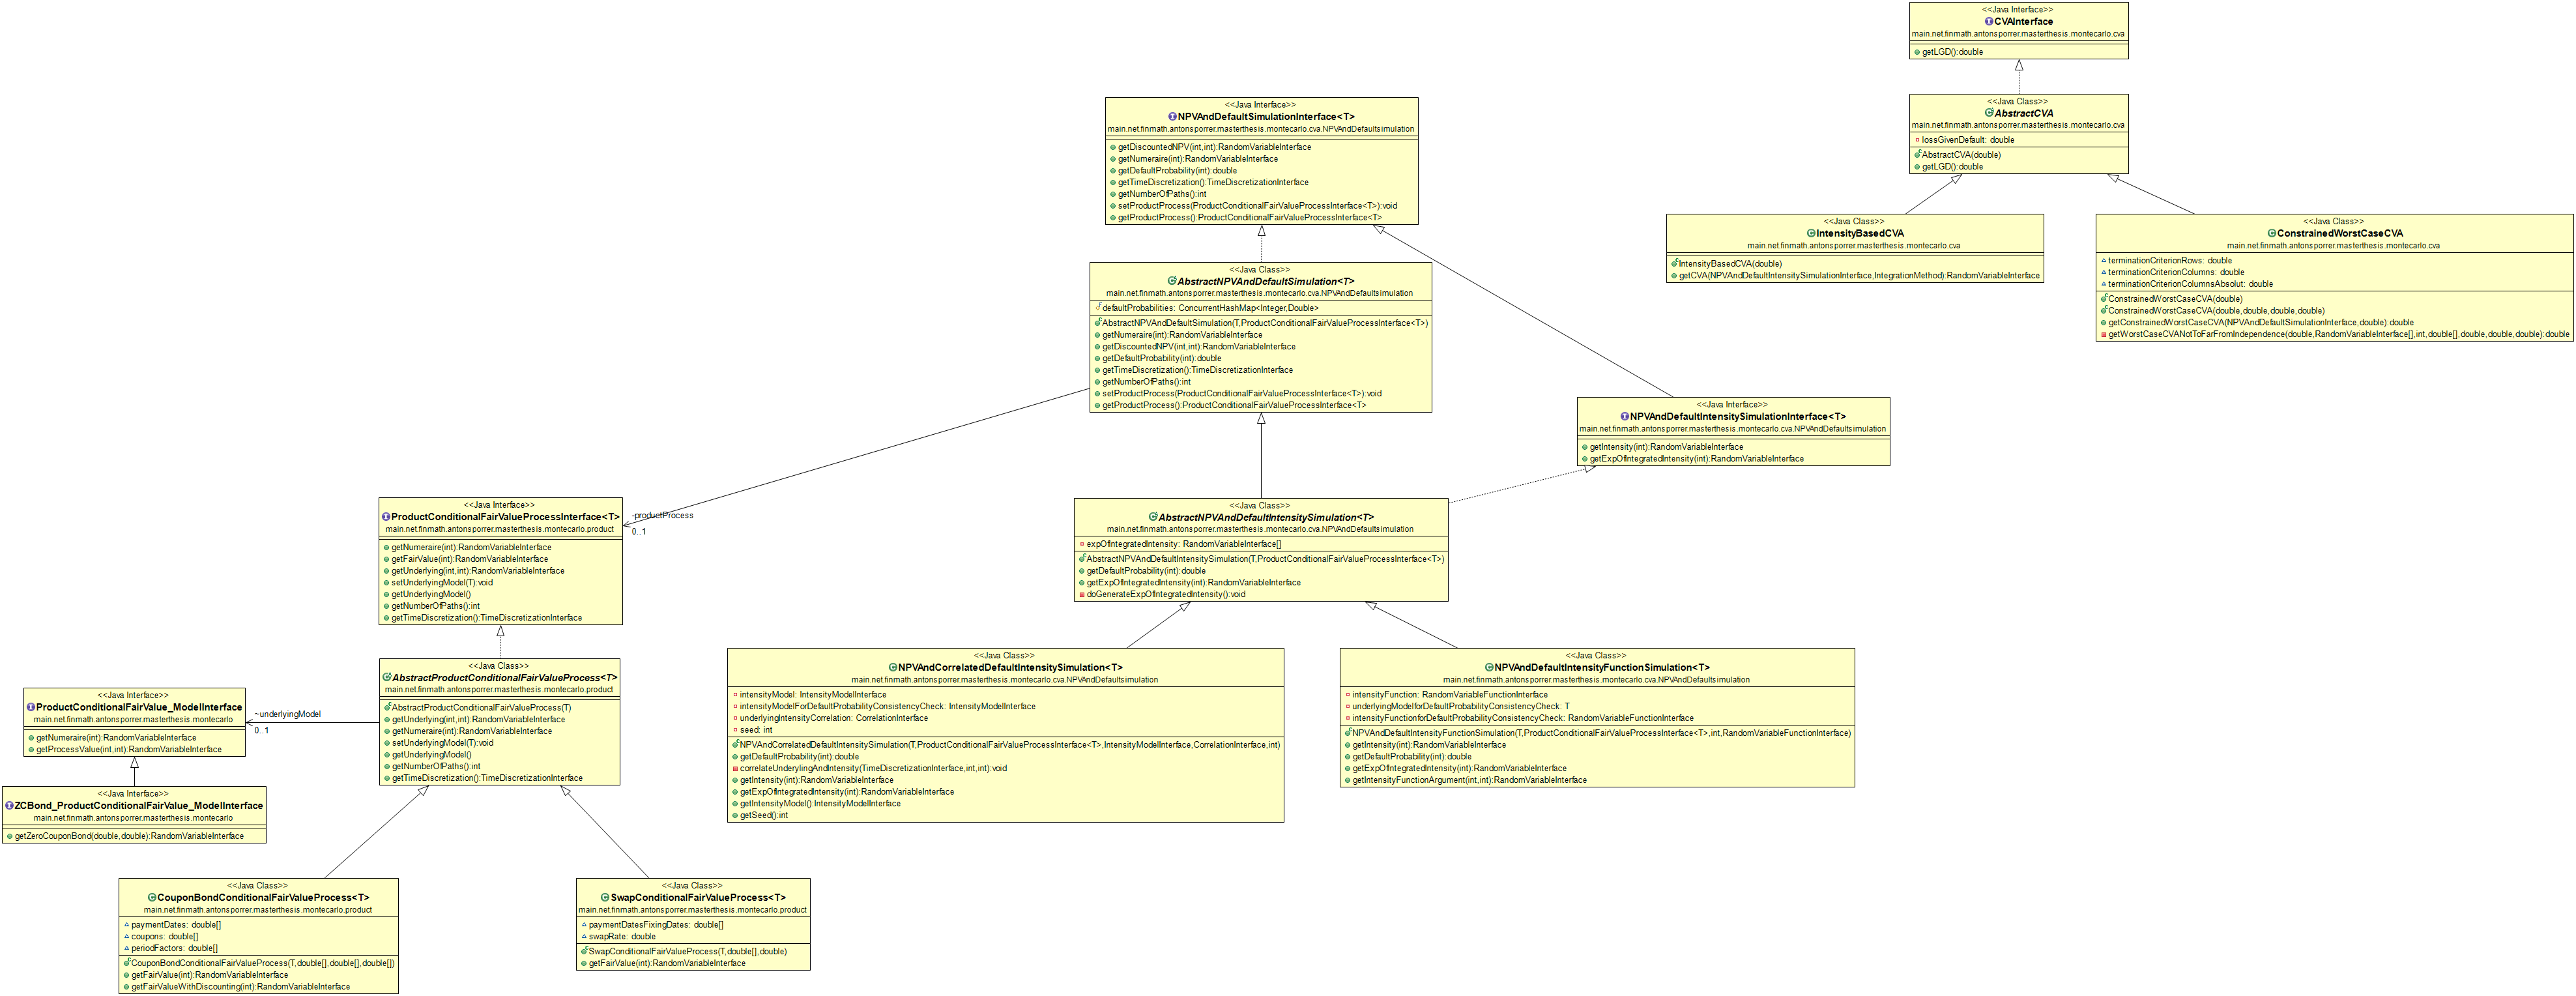 <<Java Interface>>
CVAInterface
main.net.finmath.antonsporrer.masterthesis.montecarlo.cva
getLGD():double
<<Java Class>>
AbstractCVA
main.net.finmath.antonsporrer.masterthesis.montecarlo.cva
lossGivenDefault: double
AbstractCVA(double)
getLGD():double
<<Java Class>>
IntensityBasedCVA
main.net.finmath.antonsporrer.masterthesis.montecarlo.cva
IntensityBasedCVA(double)
getCVA(NPVAndDefaultIntensitySimulationInterface,IntegrationMethod):RandomVariableInterface
<<Java Class>>
ConstrainedWorstCaseCVA
main.net.finmath.antonsporrer.masterthesis.montecarlo.cva
terminationCriterionRows: double
terminationCriterionColumns: double
terminationCriterionColumnsAbsolut: double
ConstrainedWorstCaseCVA(double)
ConstrainedWorstCaseCVA(double,double,double,double)
getConstrainedWorstCaseCVA(NPVAndDefaultSimulationInterface,double):double
getWorstCaseCVANotToFarFromIndependence(double,RandomVariableInterface[],int,double[],double,double,double):double
<<Java Interface>>
NPVAndDefaultSimulationInterface<T>
main.net.finmath.antonsporrer.masterthesis.montecarlo.cva.NPVAndDefaultsimulation
getDiscountedNPV(int,int):RandomVariableInterface
getNumeraire(int):RandomVariableInterface
getDefaultProbability(int):double
getTimeDiscretization():TimeDiscretizationInterface
getNumberOfPaths():int
setProductProcess(ProductConditionalFairValueProcessInterface<T>):void
getProductProcess():ProductConditionalFairValueProcessInterface<T>
<<Java Class>>
AbstractNPVAndDefaultSimulation<T>
main.net.finmath.antonsporrer.masterthesis.montecarlo.cva.NPVAndDefaultsimulation
defaultProbabilities: ConcurrentHashMap<Integer,Double>
AbstractNPVAndDefaultSimulation(T,ProductConditionalFairValueProcessInterface<T>)
getNumeraire(int):RandomVariableInterface
getDiscountedNPV(int,int):RandomVariableInterface
getDefaultProbability(int):double
getTimeDiscretization():TimeDiscretizationInterface
getNumberOfPaths():int
setProductProcess(ProductConditionalFairValueProcessInterface<T>):void
getProductProcess():ProductConditionalFairValueProcessInterface<T>
<<Java Interface>>
NPVAndDefaultIntensitySimulationInterface<T>
main.net.finmath.antonsporrer.masterthesis.montecarlo.cva.NPVAndDefaultsimulation
getIntensity(int):RandomVariableInterface
getExpOfIntegratedIntensity(int):RandomVariableInterface
<<Java Interface>>
ProductConditionalFairValueProcessInterface<T>
main.net.finmath.antonsporrer.masterthesis.montecarlo.product
getNumeraire(int):RandomVariableInterface
getFairValue(int):RandomVariableInterface
getUnderlying(int,int):RandomVariableInterface
setUnderlyingModel(T):void
getUnderlyingModel()
getNumberOfPaths():int
getTimeDiscretization():TimeDiscretizationInterface
-productProcess
0..1
<<Java Class>>
AbstractNPVAndDefaultIntensitySimulation<T>
main.net.finmath.antonsporrer.masterthesis.montecarlo.cva.NPVAndDefaultsimulation
expOfIntegratedIntensity: RandomVariableInterface[]
AbstractNPVAndDefaultIntensitySimulation(T,ProductConditionalFairValueProcessInterface<T>)
getDefaultProbability(int):double
getExpOfIntegratedIntensity(int):RandomVariableInterface
doGenerateExpOfIntegratedIntensity():void
<<Java Class>>
NPVAndCorrelatedDefaultIntensitySimulation<T>
main.net.finmath.antonsporrer.masterthesis.montecarlo.cva.NPVAndDefaultsimulation
intensityModel: IntensityModelInterface
intensityModelForDefaultProbabilityConsistencyCheck: IntensityModelInterface
underlyingIntensityCorrelation: CorrelationInterface
seed: int
NPVAndCorrelatedDefaultIntensitySimulation(T,ProductConditionalFairValueProcessInterface<T>,IntensityModelInterface,CorrelationInterface,int)
getDefaultProbability(int):double
correlateUnderylingAndIntensity(TimeDiscretizationInterface,int,int):void
getIntensity(int):RandomVariableInterface
getExpOfIntegratedIntensity(int):RandomVariableInterface
getIntensityModel():IntensityModelInterface
getSeed():int
<<Java Class>>
NPVAndDefaultIntensityFunctionSimulation<T>
main.net.finmath.antonsporrer.masterthesis.montecarlo.cva.NPVAndDefaultsimulation
intensityFunction: RandomVariableFunctionInterface
underlyingModelforDefaultProbabilityConsistencyCheck: T
intensityFunctionforDefaultProbabilityConsistencyCheck: RandomVariableFunctionInterface
NPVAndDefaultIntensityFunctionSimulation(T,ProductConditionalFairValueProcessInterface<T>,int,RandomVariableFunctionInterface)
getIntensity(int):RandomVariableInterface
getDefaultProbability(int):double
getExpOfIntegratedIntensity(int):RandomVariableInterface
getIntensityFunctionArgument(int,int):RandomVariableInterface
<<Java Class>>
AbstractProductConditionalFairValueProcess<T>
main.net.finmath.antonsporrer.masterthesis.montecarlo.product
AbstractProductConditionalFairValueProcess(T)
getUnderlying(int,int):RandomVariableInterface
getNumeraire(int):RandomVariableInterface
setUnderlyingModel(T):void
getUnderlyingModel()
getNumberOfPaths():int
getTimeDiscretization():TimeDiscretizationInterface
<<Java Interface>>
ProductConditionalFairValue_ModelInterface
main.net.finmath.antonsporrer.masterthesis.montecarlo
getNumeraire(int):RandomVariableInterface
getProcessValue(int,int):RandomVariableInterface
~underlyingModel
0..1
<<Java Interface>>
ZCBond_ProductConditionalFairValue_ModelInterface
main.net.finmath.antonsporrer.masterthesis.montecarlo
getZeroCouponBond(double,double):RandomVariableInterface
<<Java Class>>
CouponBondConditionalFairValueProcess<T>
main.net.finmath.antonsporrer.masterthesis.montecarlo.product
paymentDates: double[]
coupons: double[]
periodFactors: double[]
CouponBondConditionalFairValueProcess(T,double[],double[],double[])
getFairValue(int):RandomVariableInterface
getFairValueWithDiscounting(int):RandomVariableInterface
<<Java Class>>
SwapConditionalFairValueProcess<T>
main.net.finmath.antonsporrer.masterthesis.montecarlo.product
paymentDatesFixingDates: double[]
swapRate: double
SwapConditionalFairValueProcess(T,double[],double)
getFairValue(int):RandomVariableInterface